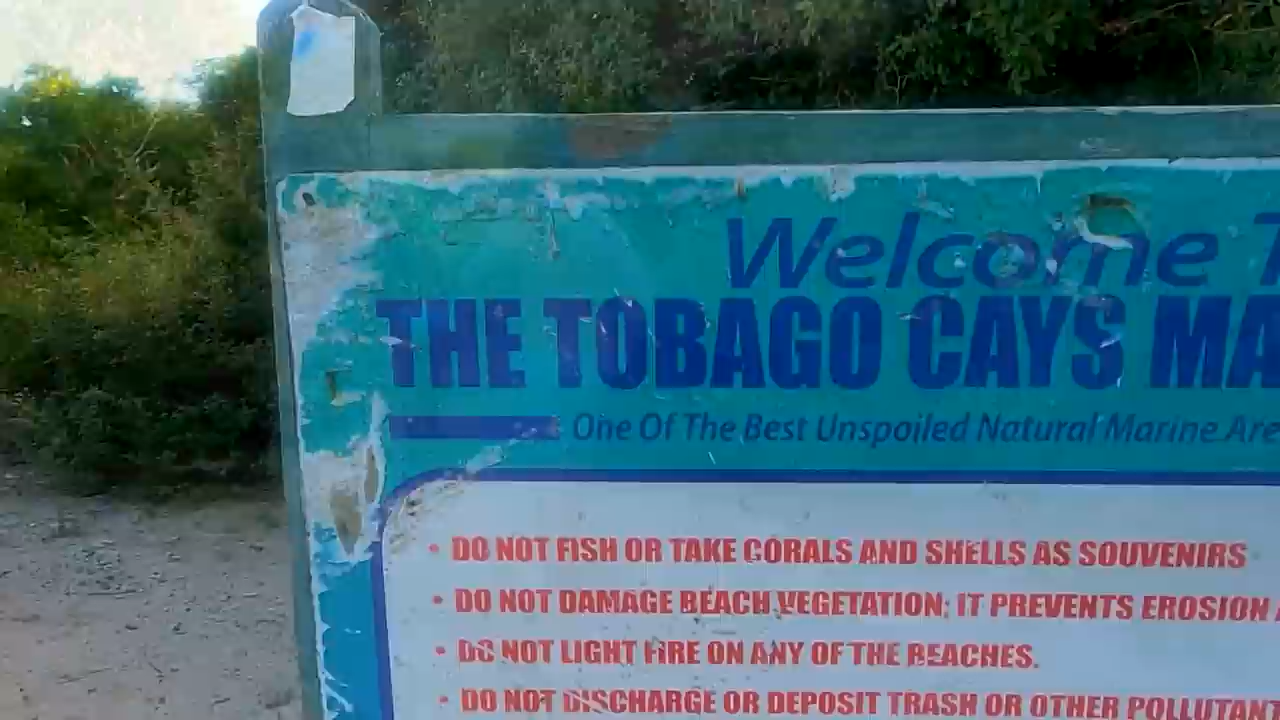 Welcome T
THE TOBAGO CAYS MA
One Of The Best Unspoiled Natural Marine Are
• DO NOT FISH OR TAKE CORALS AND SHELLS AS SOUVENIRS
• DO NOT DAMAGE BEACH VEGETATION; IT PREVENTS EROSION
• DO NOT LIGHT FIRE ON ANY OF THE BEACHES.
• DO NOT DISCHARGE OR DEPOSIT TRASH OR OTHER POLLUTANT